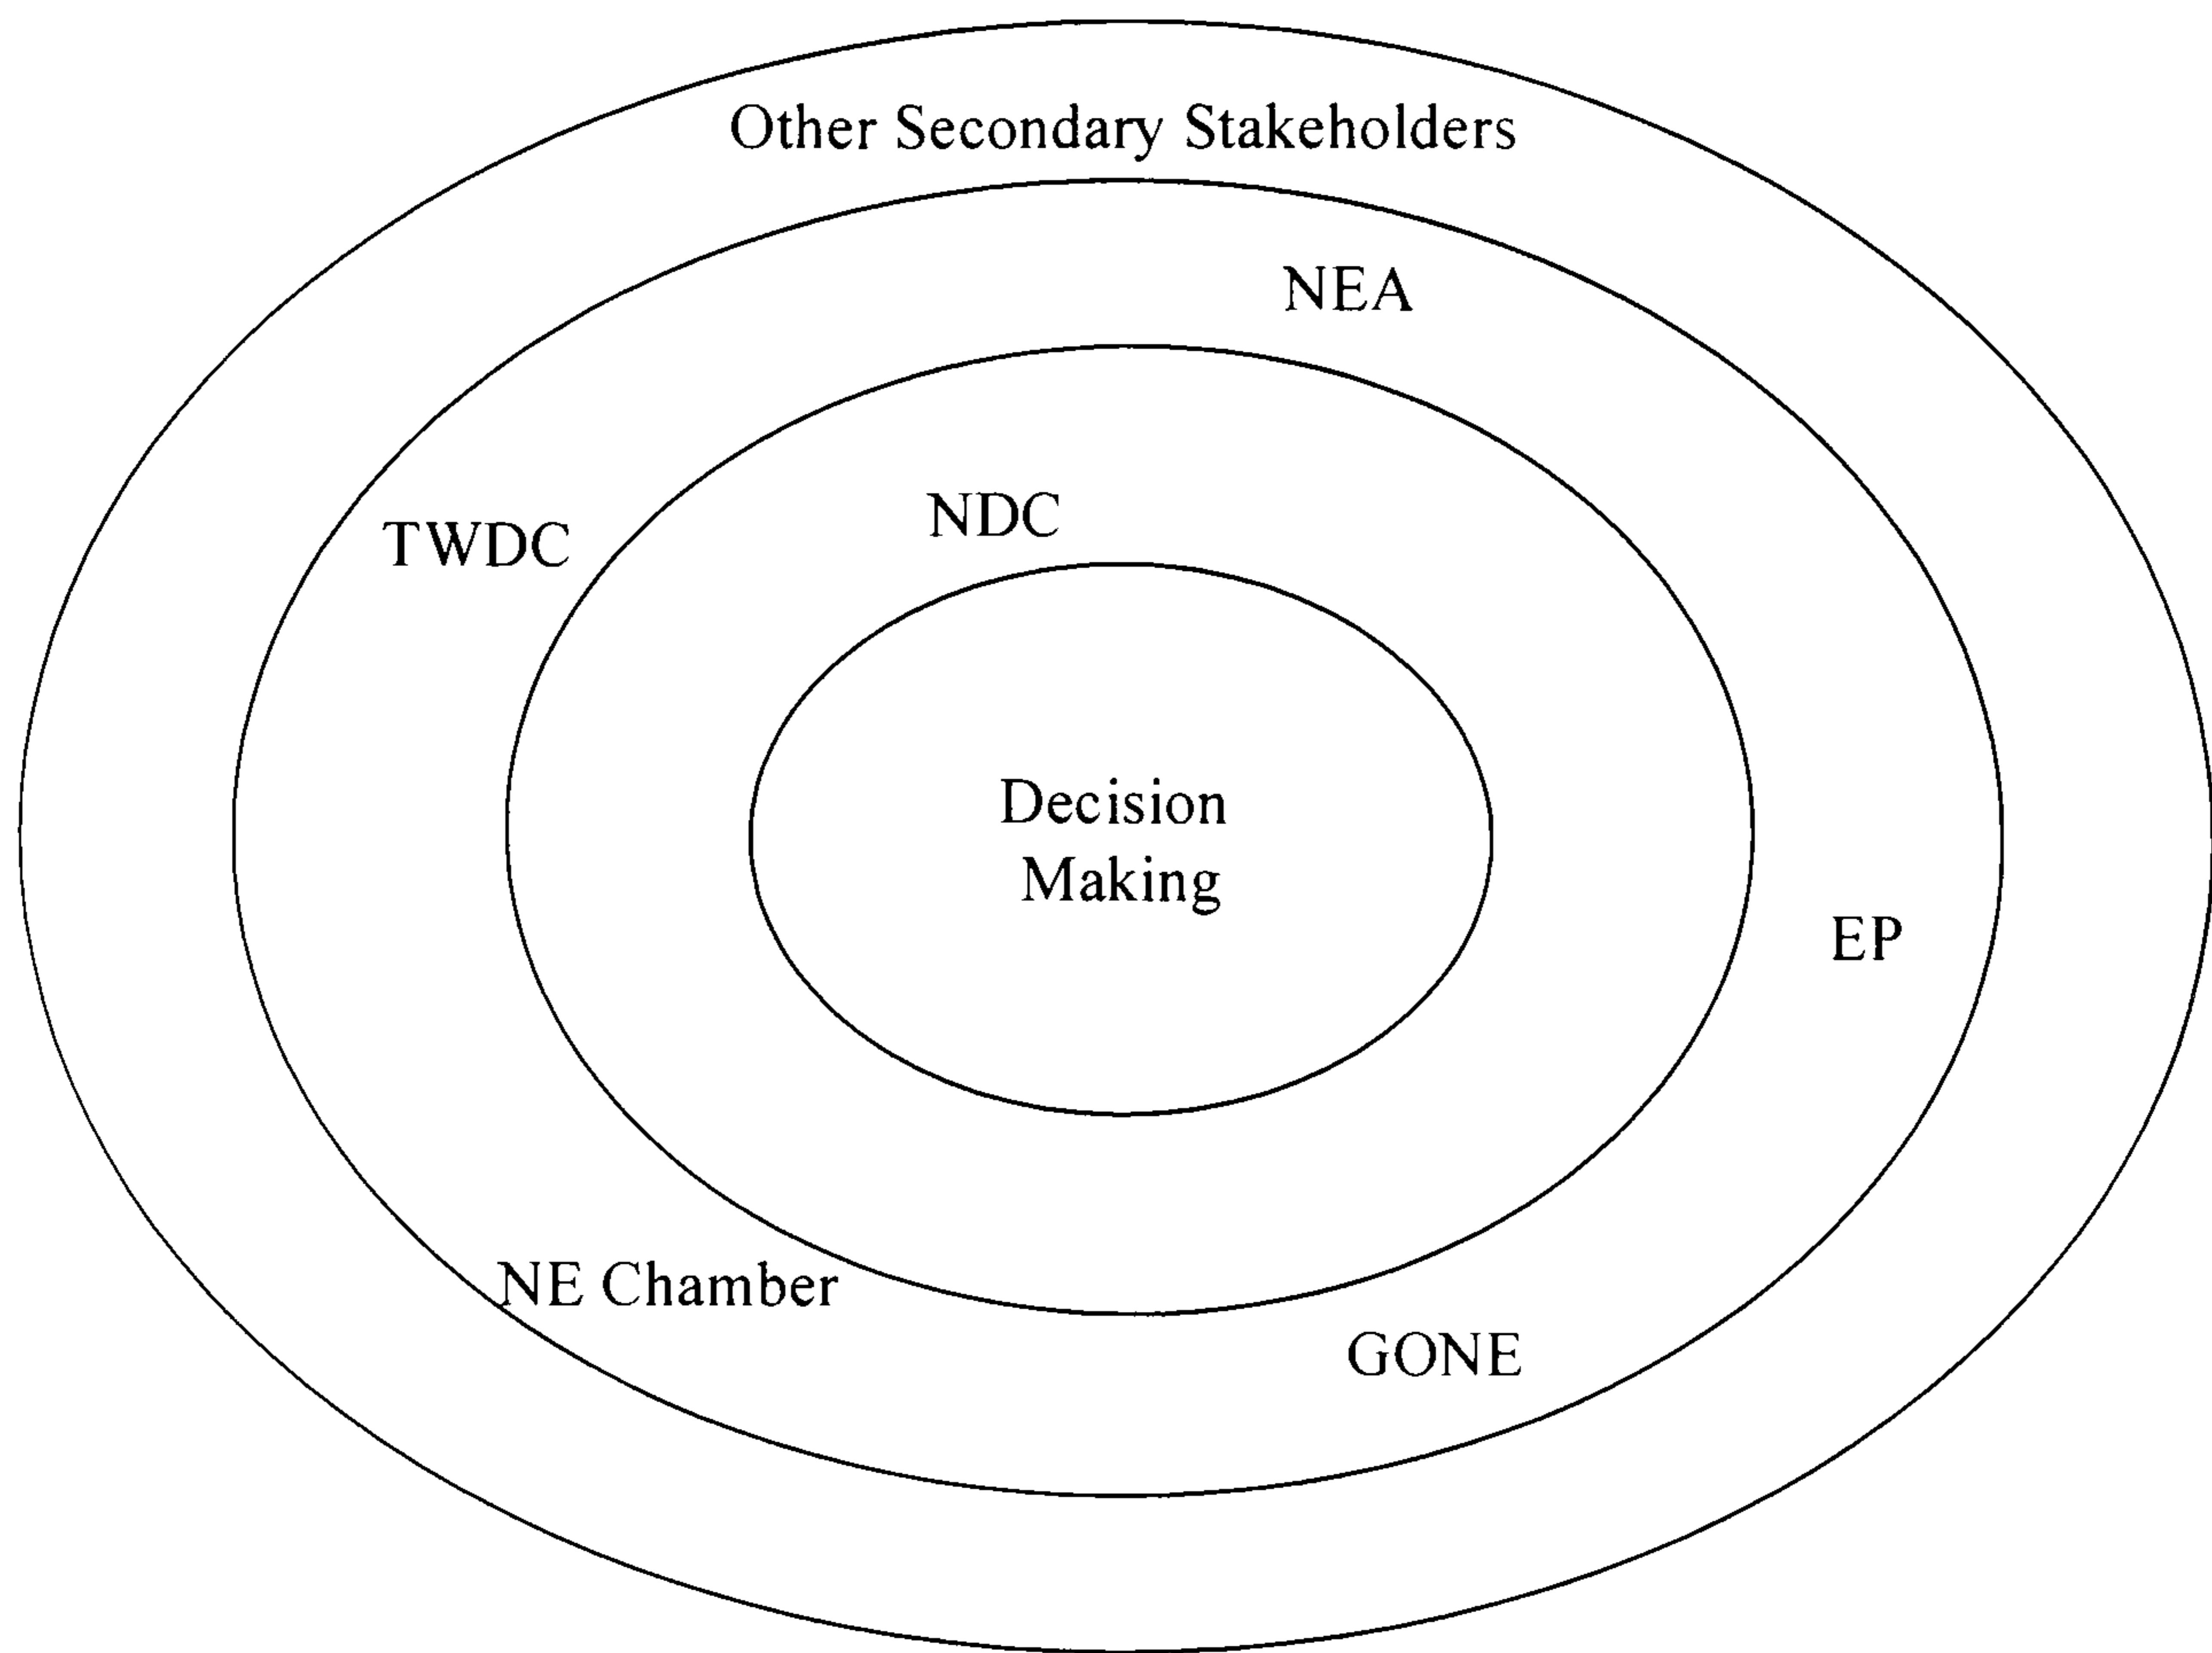 Other Secondary Stakeholders
NEA
NDC
TWDC
Decision
Making
EP
NE Chamber
GONE